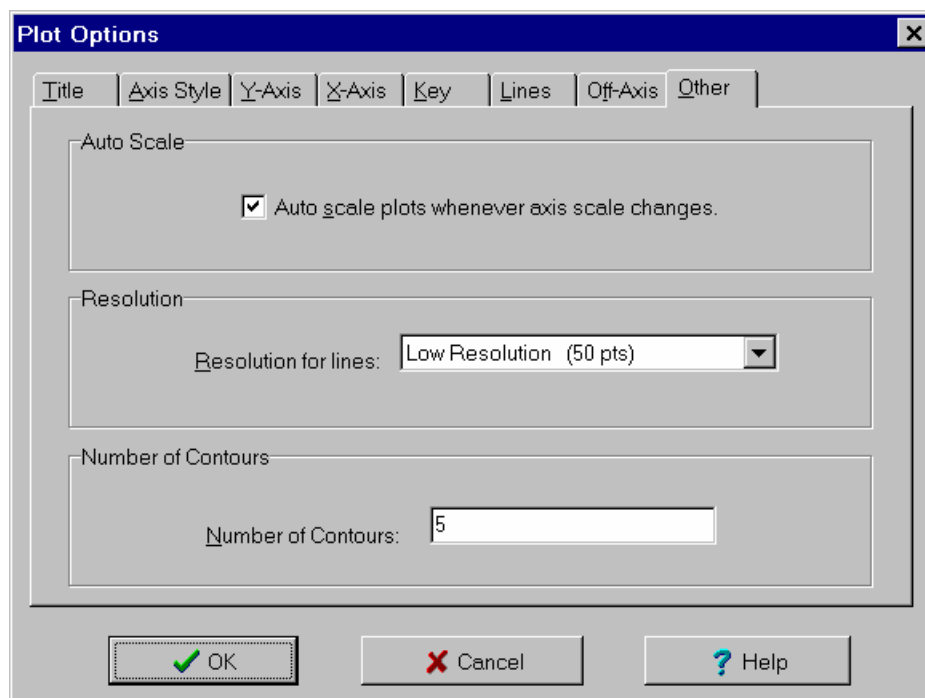 Plot Options
Title Axis Style Y-Axis X-Axis Key Lines Off-Axis Other
Auto Scale
Auto scale plots whenever axis scale changes.
Resolution
Resolution for lines: Low Resolution (50 pts)
Number of Contours
Number of Contours: 5
OK Cancel Help